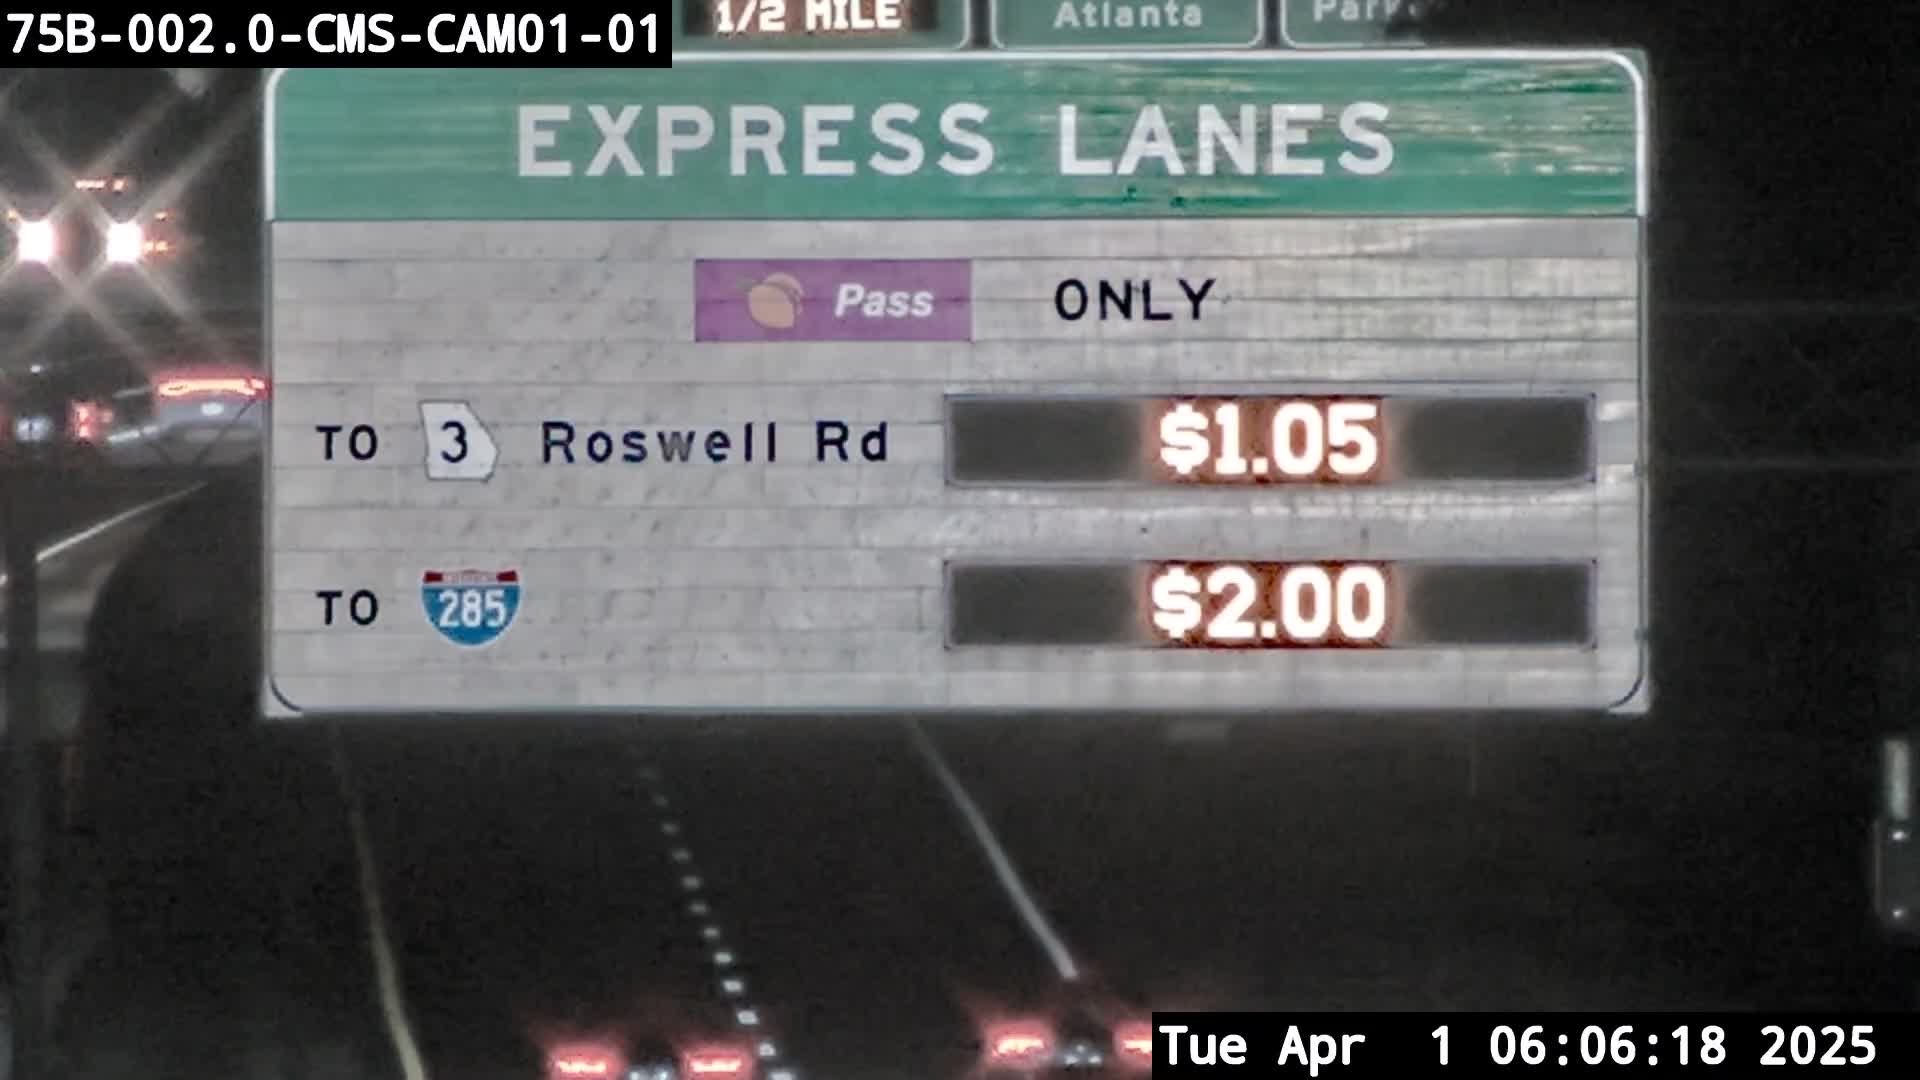 75B-002.0-CMS-CAM01-01
1/2 MILE
Atlanta
EXPRESS LANES
Pass ONLY
TO 3 Roswell Rd $1.05
TO 285 $2.00
Tue Apr 1 06:06:18 2025